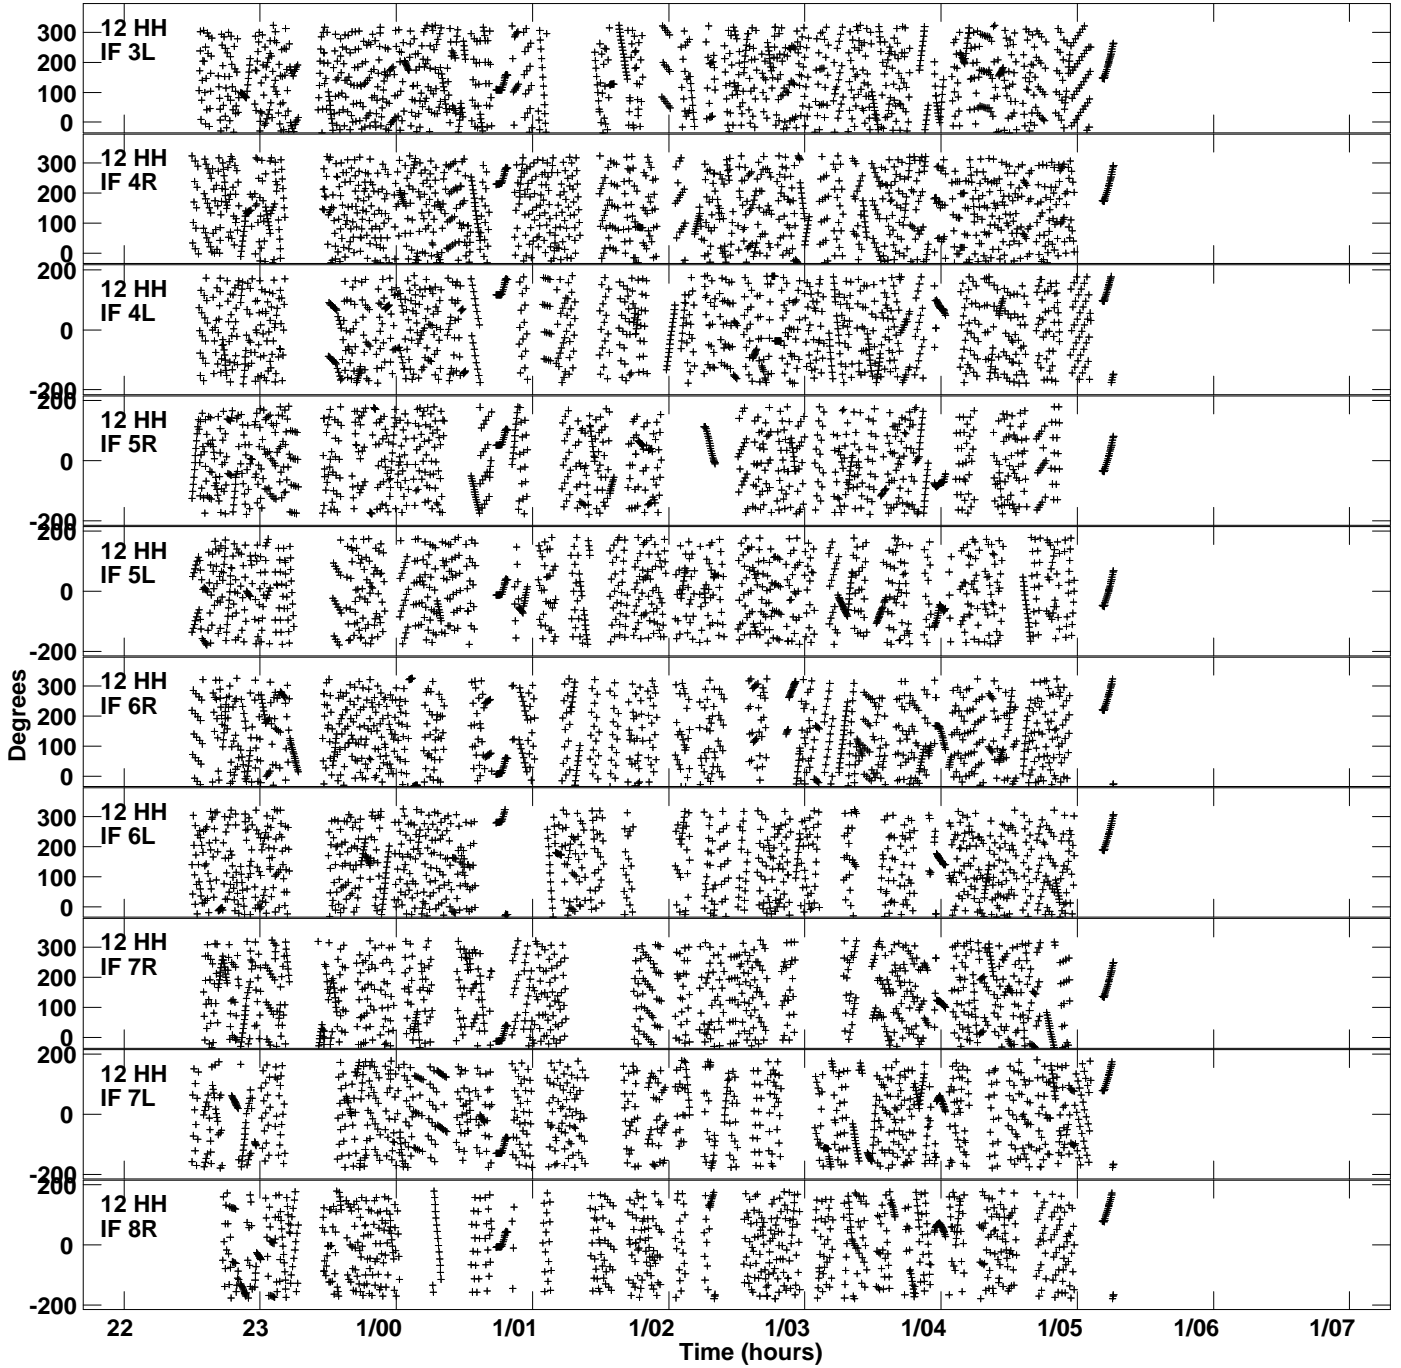 12 HH
IF 3L
300
200
100
0
12 HH
IF 4R
300
200
100
0
12 HH
IF 4L
200
0
-200
12 HH
IF 5R
200
0
-200
12 HH
IF 5L
200
0
-200
12 HH
IF 6R
300
200
100
0
12 HH
IF 6L
300
200
100
0
12 HH
IF 7R
300
200
100
0
12 HH
IF 7L
200
0
-200
12 HH
IF 8R
200
0
-200
Degrees
22 23 1/00 1/01 1/02 1/03 1/04 1/05 1/06 1/07
Time (hours)